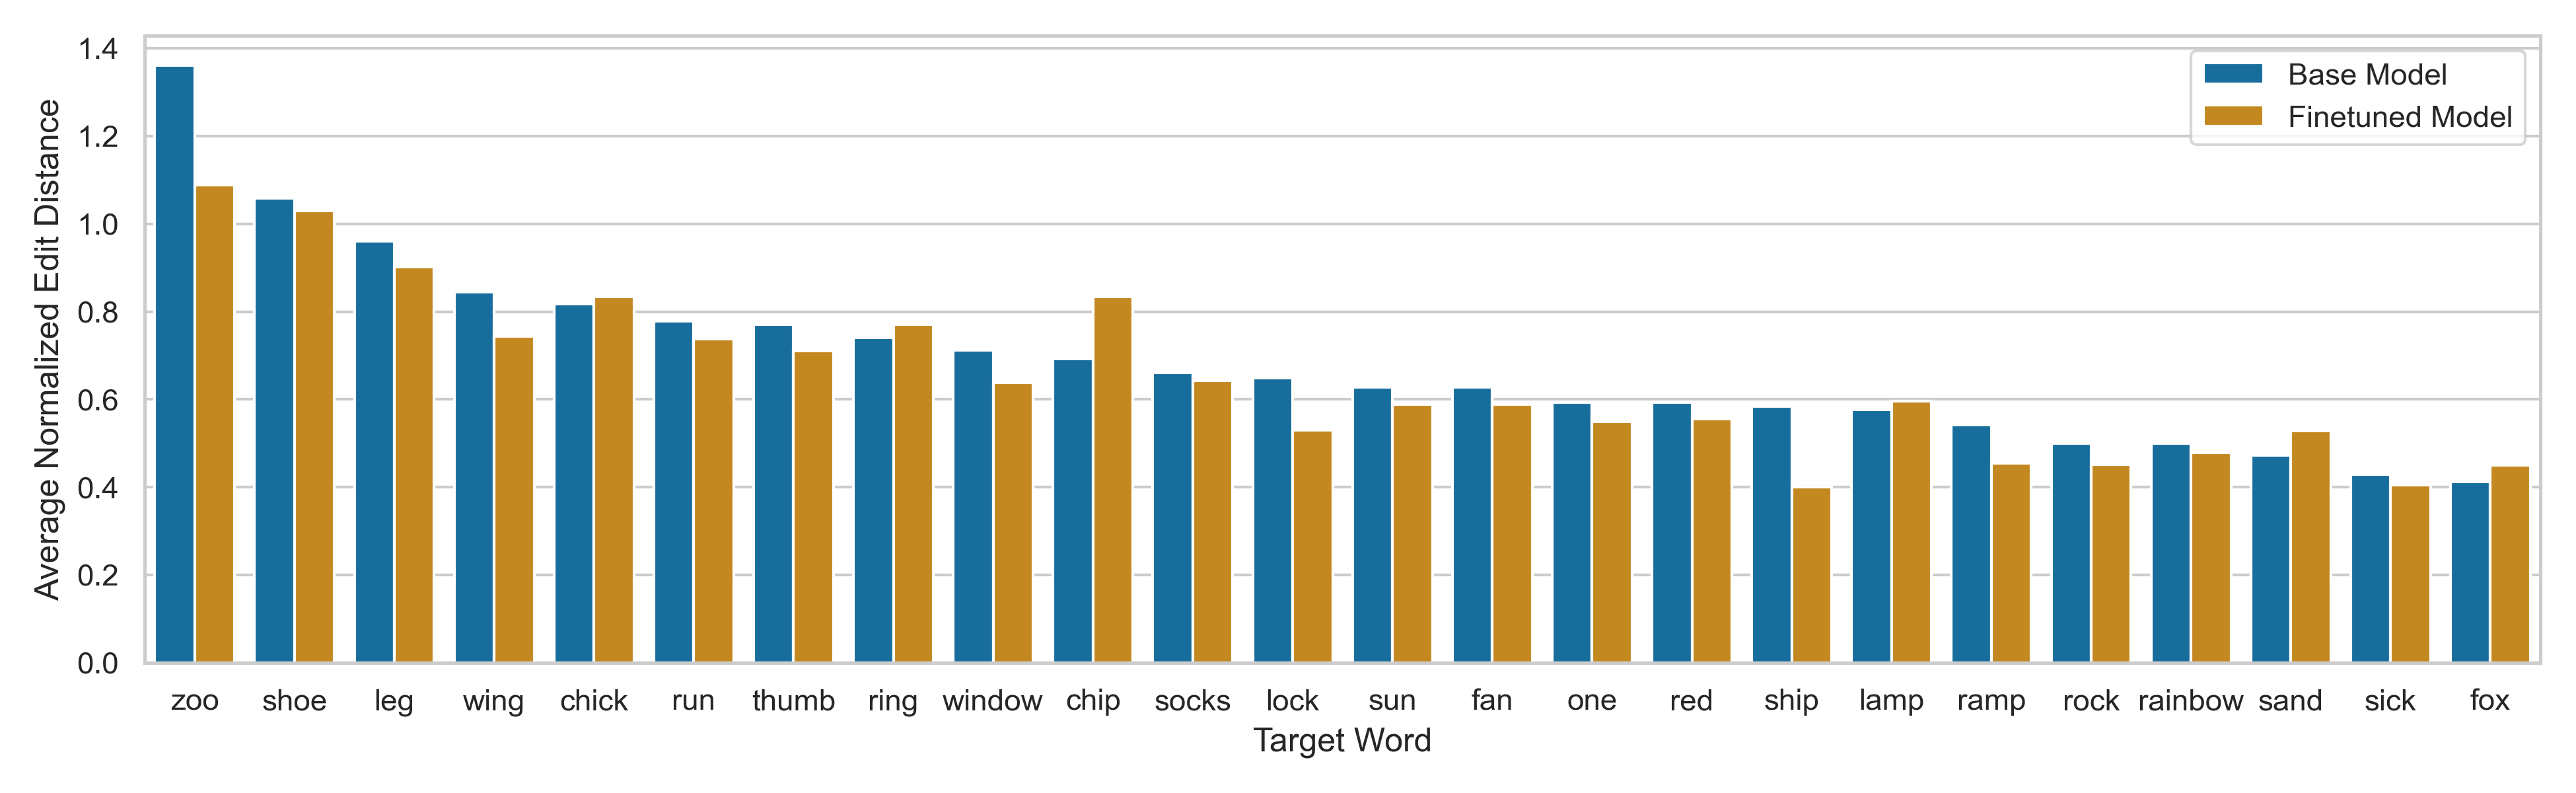 Average Normalized Edit Distance
1.4
1.2
1.0
0.8
0.6
0.4
0.2
0.0
Base Model
Finetuned Model
zoo shoe leg wing chick run thumb ring window chip socks lock sun fan one red ship lamp ramp rock rainbow sand sick fox
Target Word